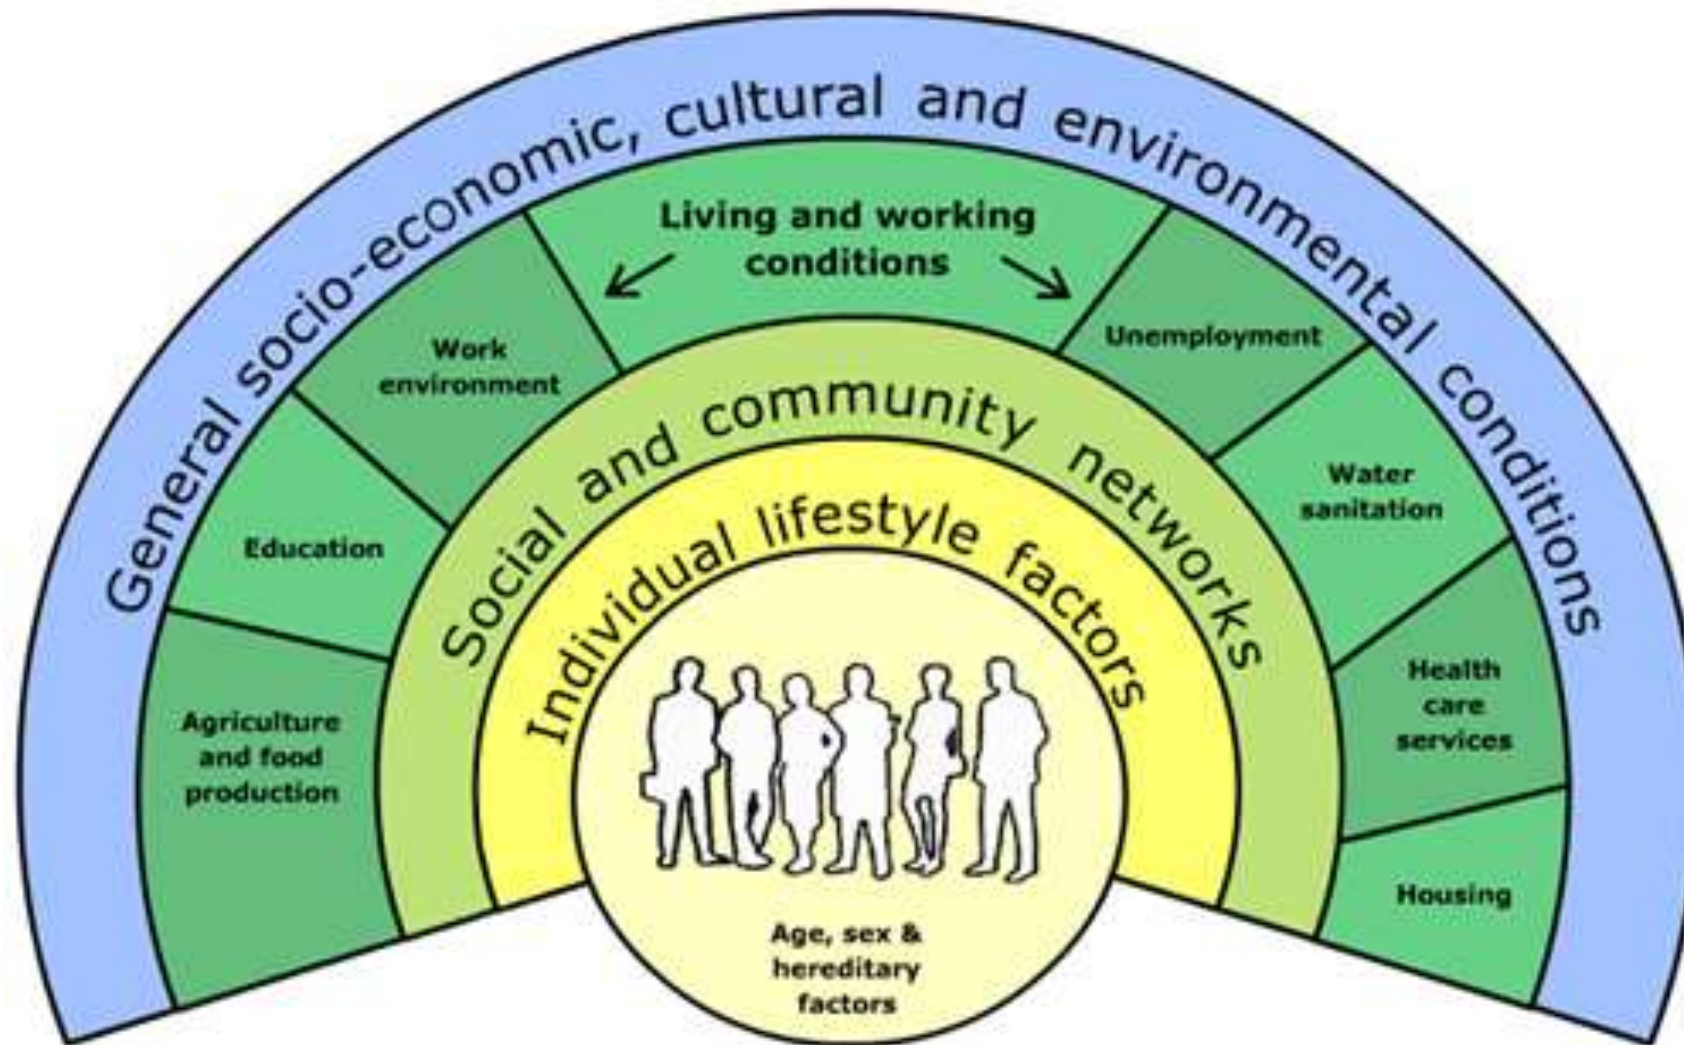 General socio-economic, cultural and environmental conditions
Living and working
conditions
Work
environment
Unemployment
Education
Water
sanitation
Agriculture
and food
production
Health
care
services
Housing
Social and community networks
Individual lifestyle factors
Age, sex &
hereditary
factors